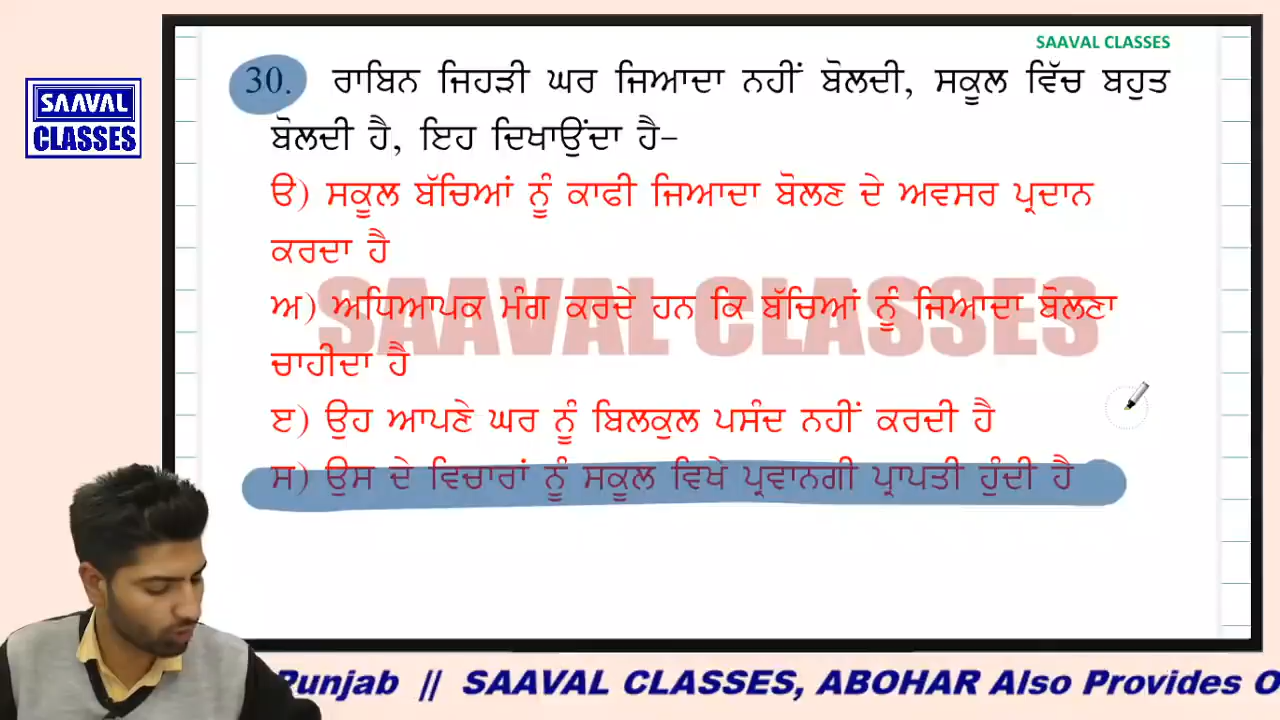 SAAVAL CLASSES
SAAVAL
CLASSES
30. ਰਾਬਿਨ ਜਿਹੜੀ ਘਰ ਜਿਆਦਾ ਨਹੀਂ ਬੋਲਦੀ, ਸਕੂਲ ਵਿੱਚ ਬਹੁਤ
ਬੋਲਦੀ ਹੈ, ਇਹ ਦਿਖਾਉਂਦਾ ਹੈ–
ੳ) ਸਕੂਲ ਬੱਚਿਆਂ ਨੂੰ ਕਾਫੀ ਜਿਆਦਾ ਬੋਲਣ ਦੇ ਅਵਸਰ ਪ੍ਰਦਾਨ
ਕਰਦਾ ਹੈ
ਅ) ਅਧਿਆਪਕ ਮੰਗ ਕਰਦੇ ਹਨ ਕਿ ਬੱਚਿਆਂ ਨੂੰ ਜਿਆਦਾ ਬੋਲਣਾ
SAAVAL CLASSES
ਚਾਹੀਦਾ ਹੈ
ੲ) ਉਹ ਆਪਣੇ ਘਰ ਨੂੰ ਬਿਲਕੁਲ ਪਸੰਦ ਨਹੀਂ ਕਰਦੀ ਹੈ
ਸ) ਉਸ ਦੇ ਵਿਚਾਰਾਂ ਨੂੰ ਸਕੂਲ ਵਿਖੇ ਪ੍ਰਵਾਨਗੀ ਪ੍ਰਾਪਤੀ ਹੁੰਦੀ ਹੈ
Punjab // SAAVAL CLASSES, ABOHAR Also Provides O